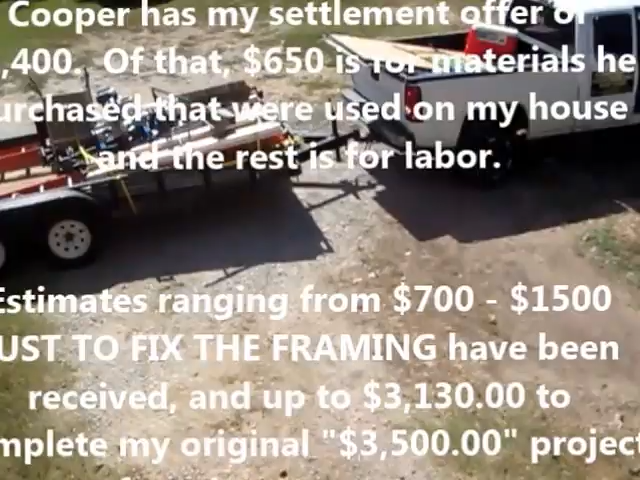 Cooper has my settlement offer of
,400. Of that, $650 is for materials he
urchased that were used on my house
and the rest is for labor.
Estimates ranging from $700 - $1500
UST TO FIX THE FRAMING have been
received, and up to $3,130.00 to
mplete my original "$3,500.00" project